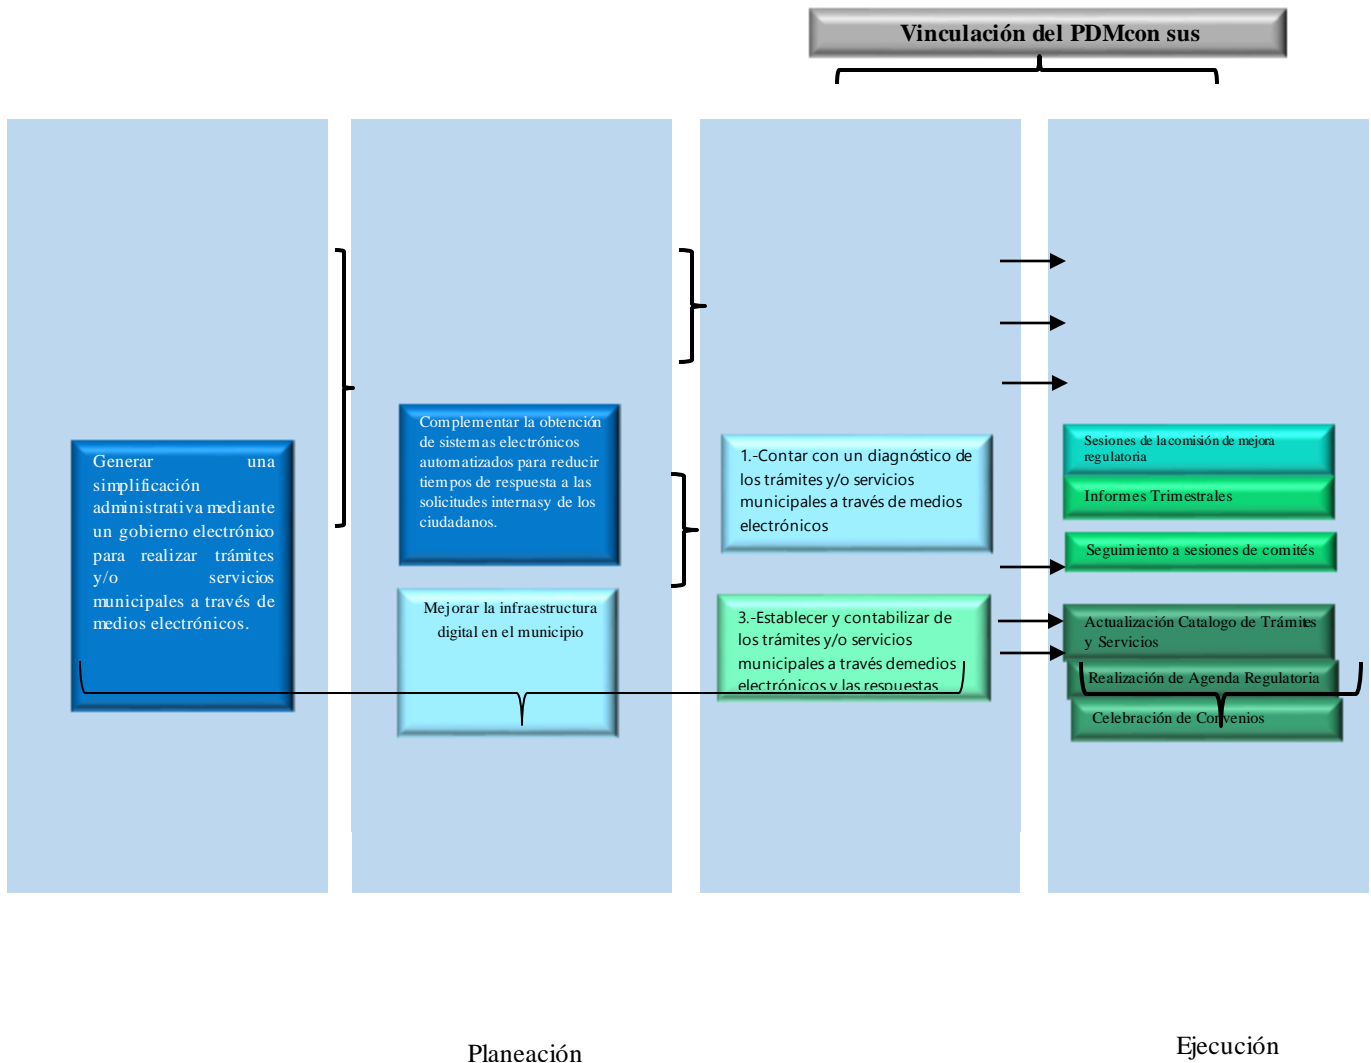 Vinculación del PDMcon sus
Generar una
simplificación
administrativa mediante
un gobierno electrónico
para realizar trámites
y/o servicios
municipales a través de
medios electrónicos.
Complementar la obtención
de sistemas electrónicos
automatizados para reducir
tiempos de respuesta a las
solicitudes internasy de los
ciudadanos.
Mejorar la infraestructura
digital en el municipio
1.-Contar con un diagnóstico de
los trámites y/o servicios
municipales a través de medios
electrónicos
3.-Establecer y contabilizar de
los trámites y/o servicios
municipales a través demedios
electrónicos y las respuestas
Sesiones de la comisión de mejora
regulatoria
Informes Trimestrales
Seguimiento a sesiones de comités
Actualización Catalogo de Trámites
y Servicios
Realización de Agenda Regulatoria
Celebración de Convenios
Planeación
Ejecución